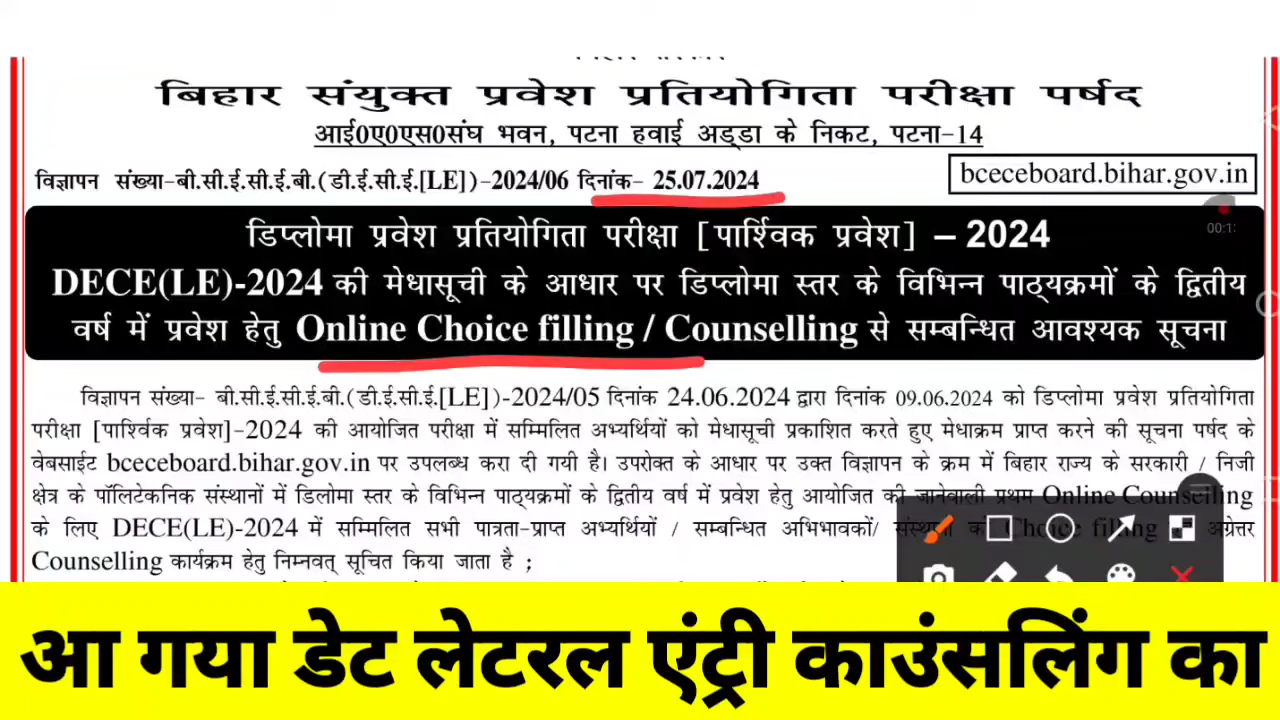 बिहार संयुक्त प्रवेश प्रतियोगिता परीक्षा पर्षद
आई0ए0एस0संघ भवन, पटना हवाई अड्डा के निकट, पटना-14
विज्ञापन संख्या-बी.सी.ई.सी.ई.बी.(डी.ई.सी.ई.[LE])-2024/06 दिनांक- 25.07.2024
bceceboard.bihar.gov.in
00:1
डिप्लोमा प्रवेश प्रतियोगिता परीक्षा [पार्श्विक प्रवेश] – 2024
DECE(LE)-2024 की मेधासूची के आधार पर डिप्लोमा स्तर के विभिन्न पाठ्यक्रमों के द्वितीय
वर्ष में प्रवेश हेतु Online Choice filling / Counselling से सम्बन्धित आवश्यक सूचना
विज्ञापन संख्या- बी.सी.ई.सी.ई.बी.(डी.ई.सी.ई.[LE])-2024/05 दिनांक 24.06.2024 द्वारा दिनांक 09.06.2024 को डिप्लोमा प्रवेश प्रतियोगिता
परीक्षा [पार्श्विक प्रवेश]-2024 की आयोजित परीक्षा में सम्मिलित अभ्यर्थियों को मेधासूची प्रकाशित करते हुए मेधाक्रम प्राप्त करने की सूचना पर्षद के
वेबसाईट bceceboard.bihar.gov.in पर उपलब्ध करा दी गयी है। उपरोक्त के आधार पर उक्त विज्ञापन के क्रम में बिहार राज्य के सरकारी / निजी
क्षेत्र के पॉलिटेकनिक संस्थानों में डिलोमा स्तर के विभिन्न पाठ्यक्रमों के द्वितीय वर्ष में प्रवेश हेतु आयोजित की जानेवाली प्रथम Online Counselling
के लिए DECE(LE)-2024 में सम्मिलित सभी पात्रता-प्राप्त अभ्यर्थियों / सम्बन्धित अभिभावकों/ संस्थानों को Choice filling अग्रेत्तर
Counselling कार्यक्रम हेतु निम्नवत् सूचित किया जाता है ;
आ गया डेट लेटरल एंट्री काउंसलिंग का